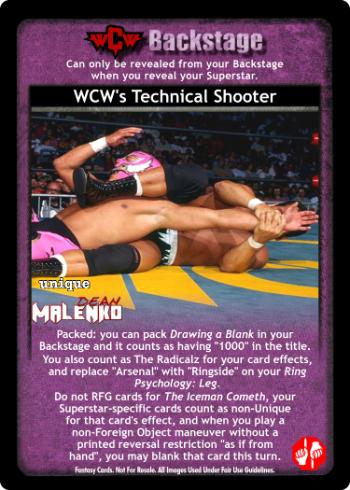 WCW Backstage
Can only be revealed from your Backstage
when you reveal your Superstar.
WCW's Technical Shooter
unique
DEAN
MALENKO
Packed: you can pack Drawing a Blank in your
Backstage and it counts as having "1000" in the title.
You also count as The Radicalz for your card effects,
and replace "Arsenal" with "Ringside" on your Ring
Psychology: Leg.
Do not RFG cards for The Iceman Cometh, your
Superstar-specific cards count as non-Unique
for that card's effect, and when you play a
non-Foreign Object maneuver without a
printed reversal restriction "as if from
hand", you may blank that card this turn.
Fantasy Cards. Not For Resale. All Images Used Under Fair Use Guidelines.